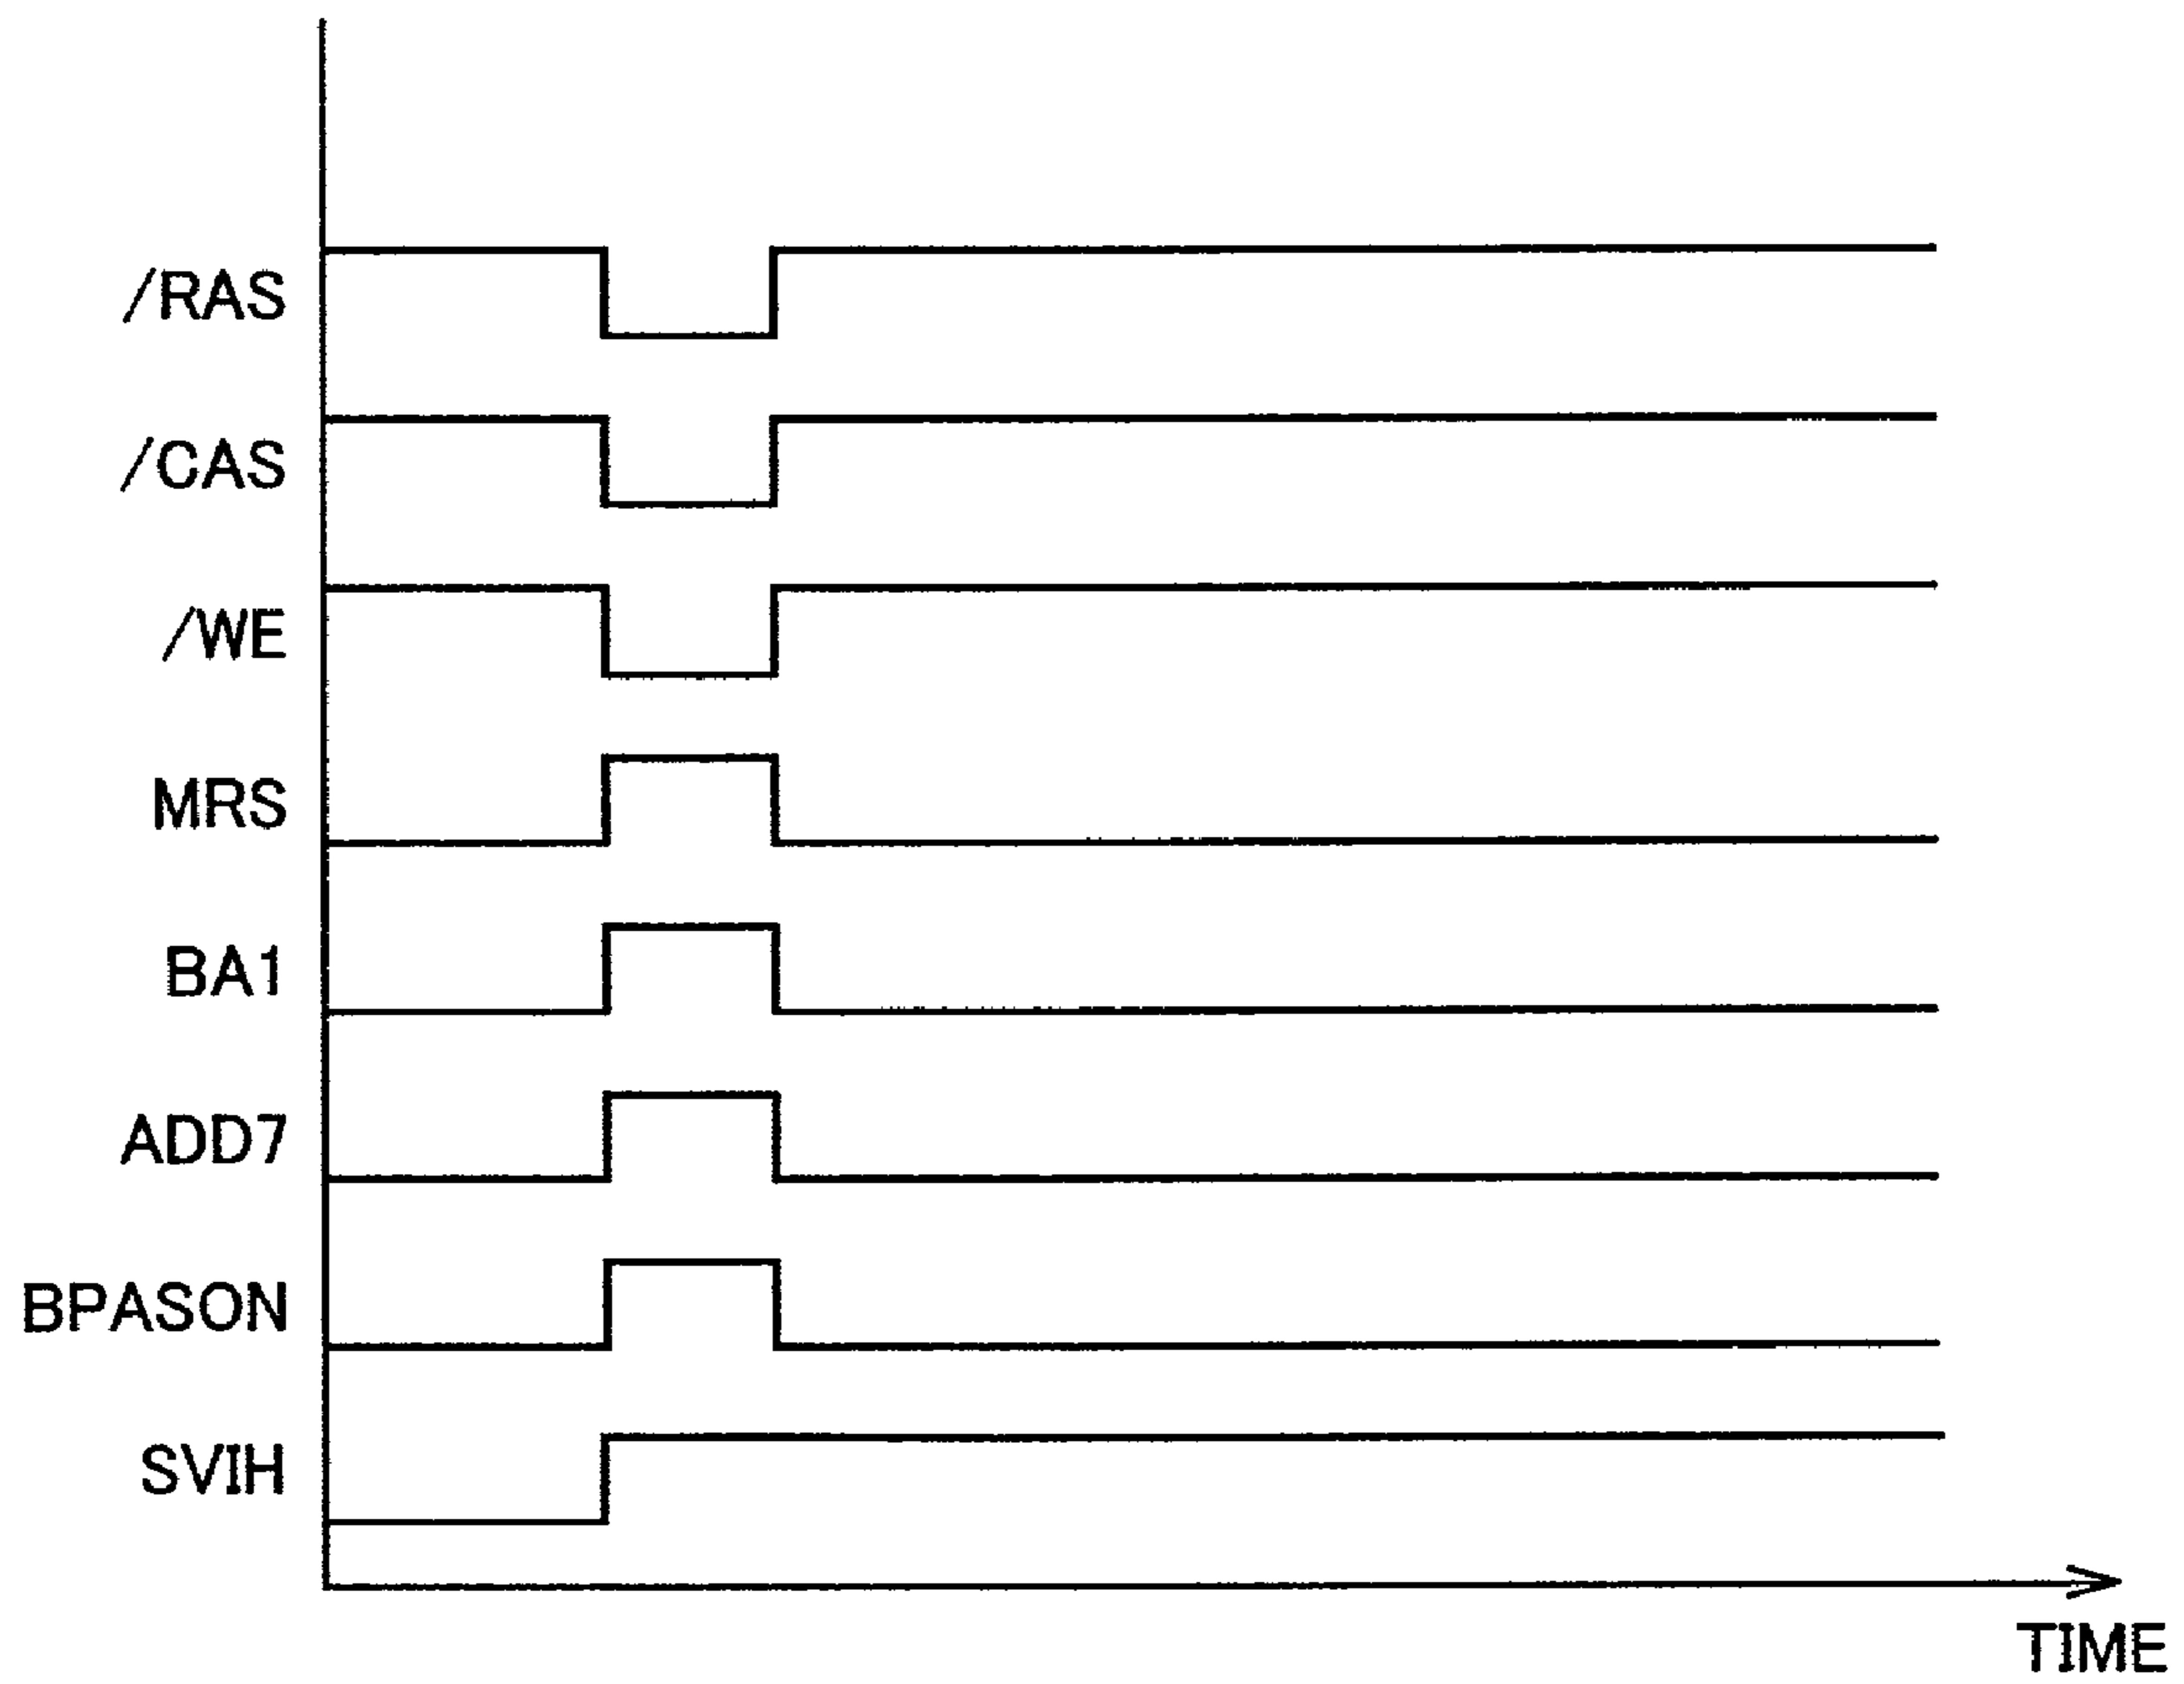 /RAS
/CAS
/WE
MRS
BA1
ADD7
BPASON
SVIH
TIME